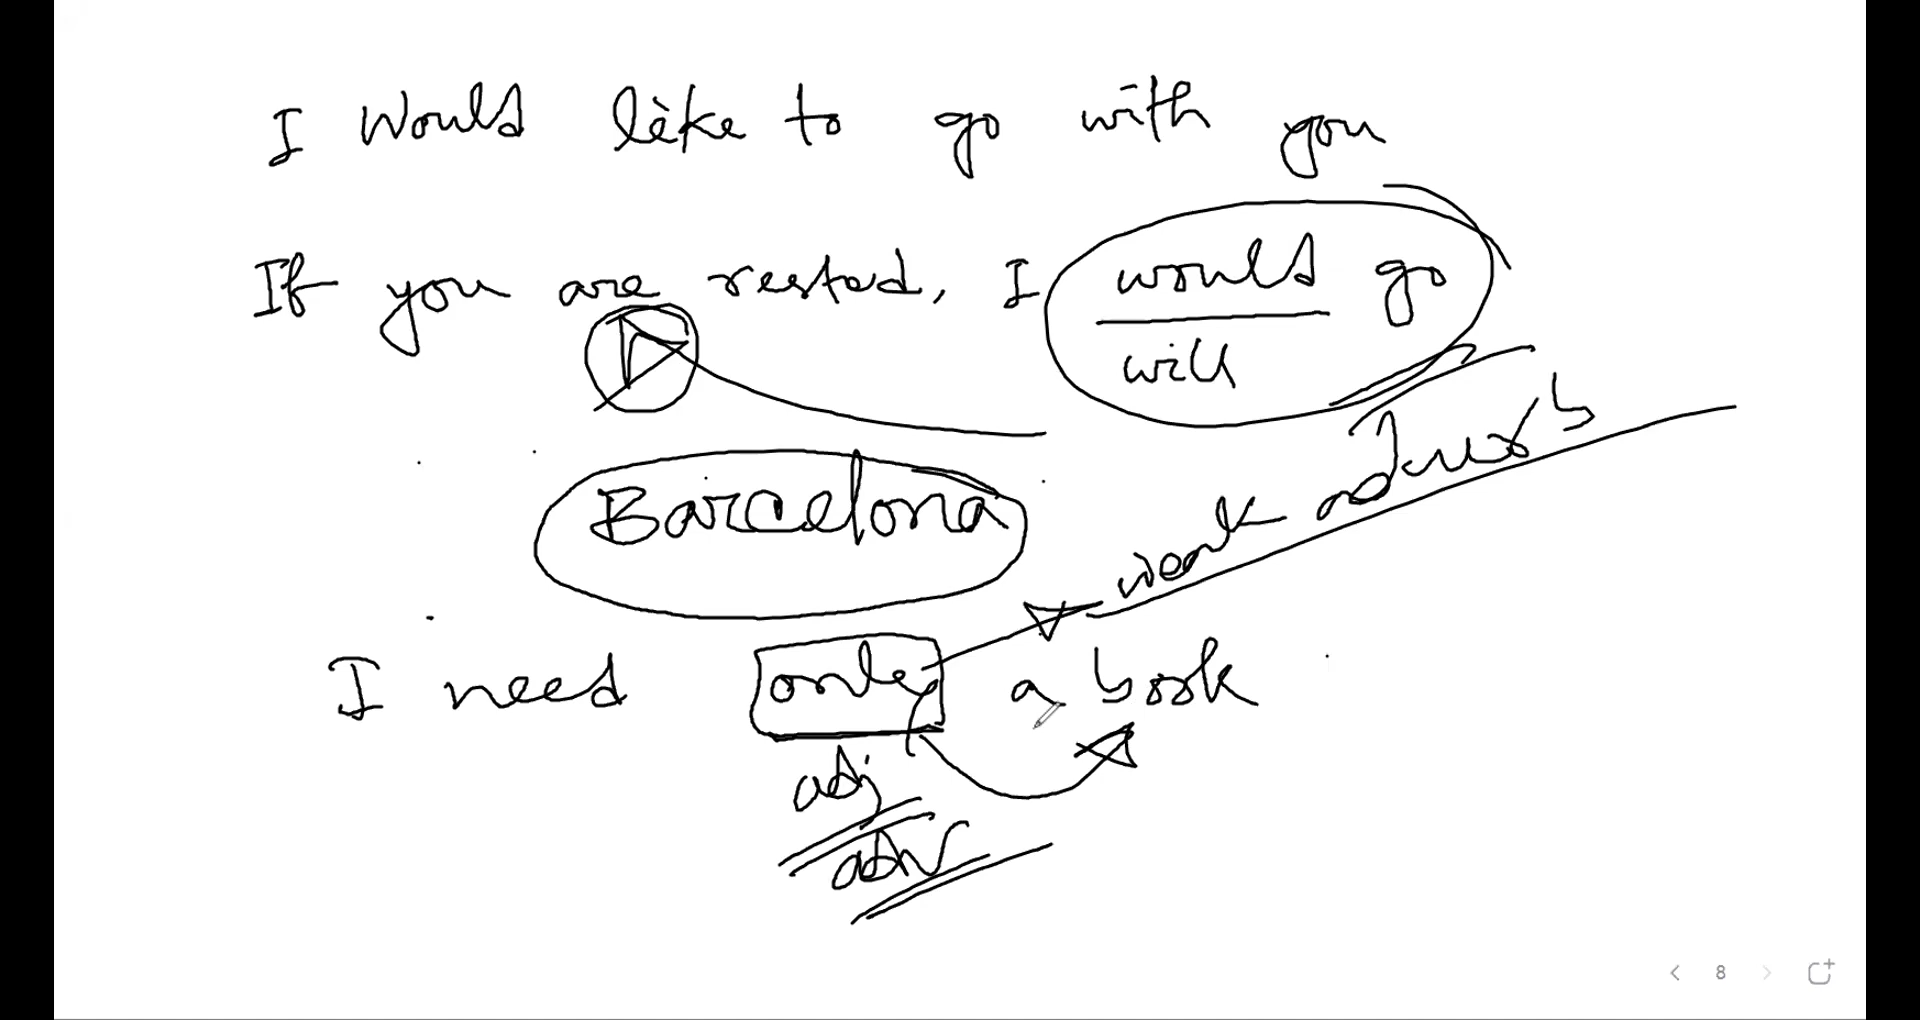 I would like to go with you
If you are rested, I would go
will
Barcelona
weak adverb
I need only a book
adj
adv
8